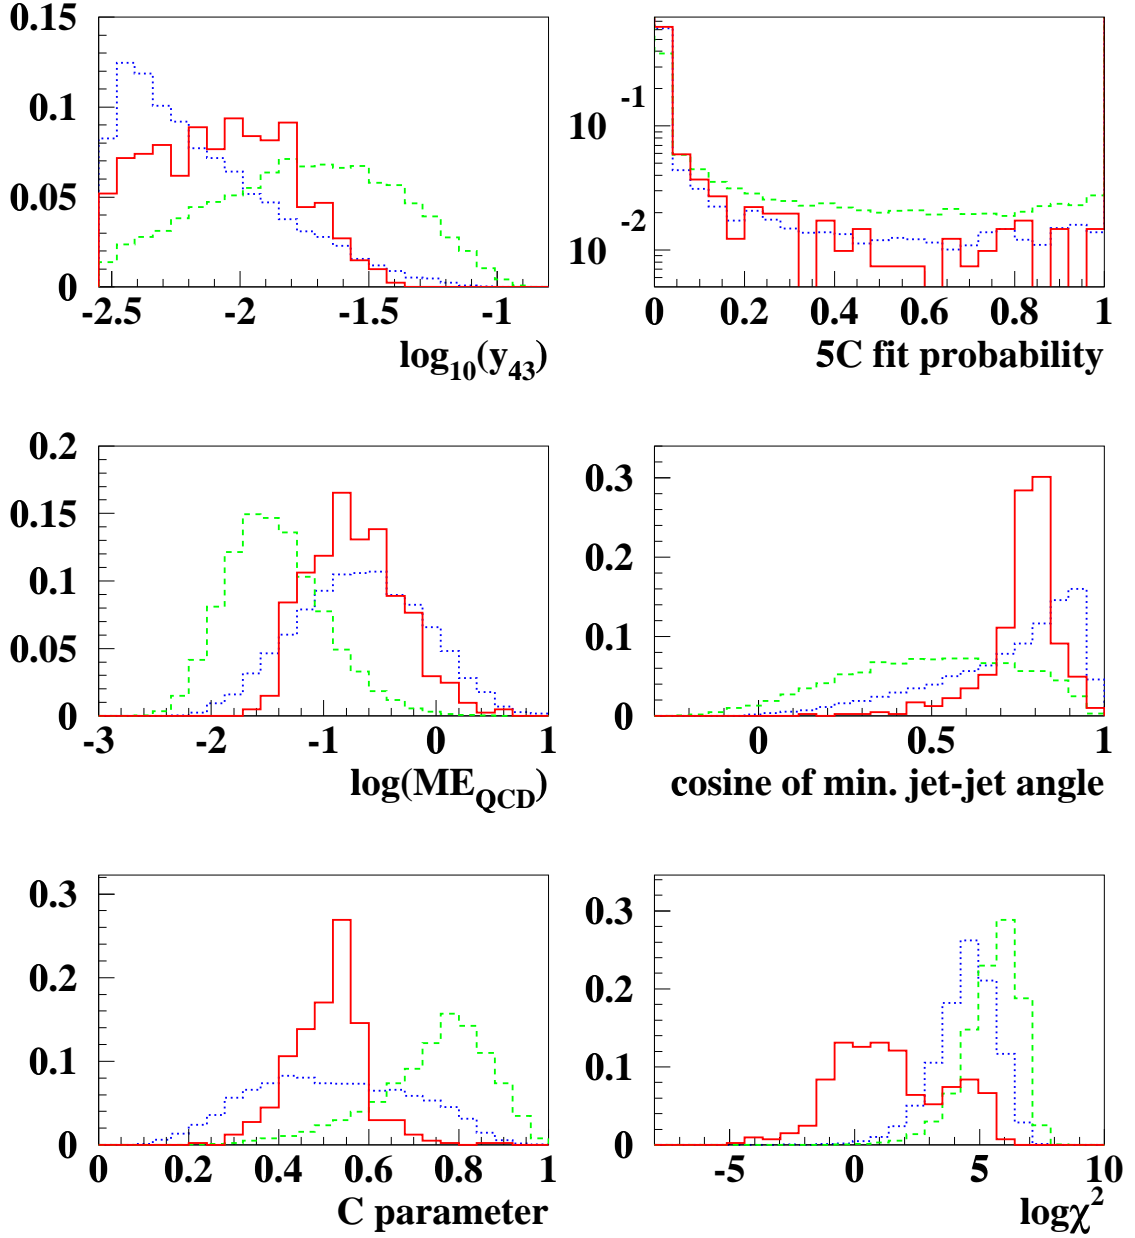 0.15
0.1
0.05
0
-2.5 -2 -1.5 -1
log10(y43)
10 -1
10 -2
0 0.2 0.4 0.6 0.8 1
5C fit probability
0.2
0.15
0.1
0.05
0
-3 -2 -1 0 1
log(MEQCD)
0.3
0.2
0.1
0
0 0.5 1
cosine of min. jet-jet angle
0.3
0.2
0.1
0
0 0.2 0.4 0.6 0.8 1
C parameter
0.3
0.2
0.1
0
-5 0 5 10
logχ2